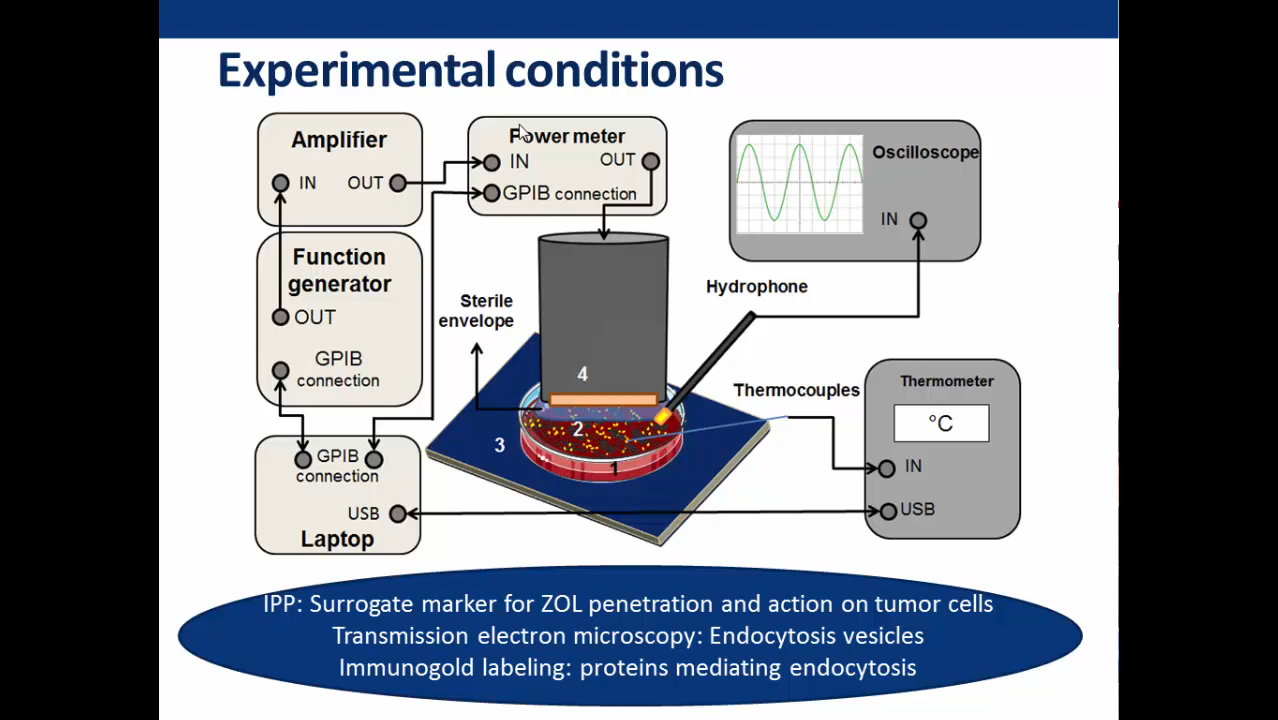 Experimental conditions
Amplifier
IN OUT
Power meter
IN OUT
GPIB connection
Oscilloscope
IN
Function
generator
OUT
GPIB
connection
Sterile
envelope
Hydrophone
4
2
3
1
Thermocouples
Thermometer
°C
IN
USB
GPIB
connection
USB
Laptop
IPP: Surrogate marker for ZOL penetration and action on tumor cells
Transmission electron microscopy: Endocytosis vesicles
Immunogold labeling: proteins mediating endocytosis